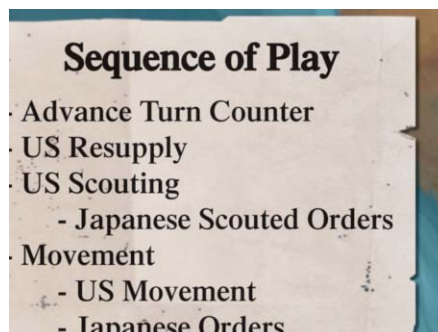 Sequence of Play
- Advance Turn Counter
- US Resupply
- US Scouting
- Japanese Scouted Orders
- Movement
- US Movement
- Japanese Orders